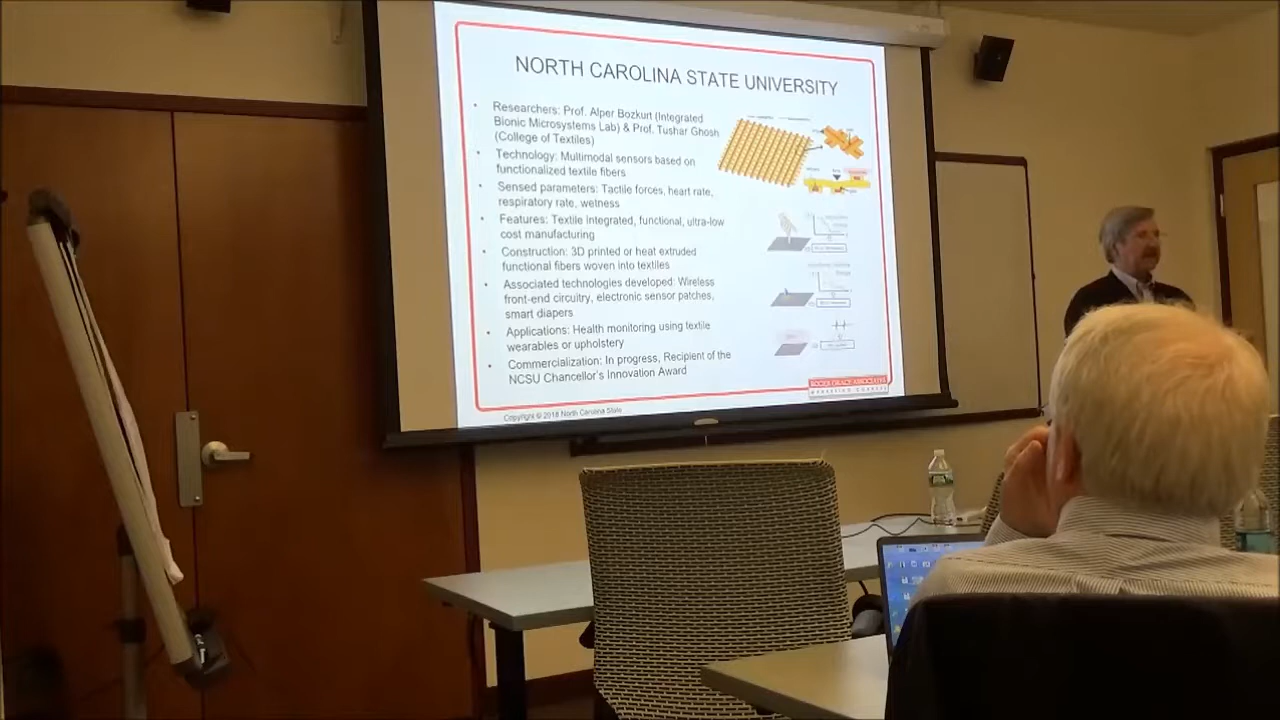 NORTH CAROLINA STATE UNIVERSITY
• Researchers: Prof. Alper Bozkurt (Integrated
Bionic Microsystems Lab) & Prof. Tushar Ghosh
(College of Textiles)
• Technology: Multimodal sensors based on
functionalized textile fibers
• Sensed parameters: Tactile forces, heart rate,
respiratory rate, wetness
• Features: Textile integrated, functional, ultra-low
cost manufacturing
• Construction: 3D printed or heat extruded
functional fibers woven into textiles
• Associated technologies developed: Wireless
front-end circuitry, electronic sensor patches,
smart diapers
• Applications: Health monitoring using textile
wearables or upholstery
• Commercialization: In progress, Recipient of the
NCSU Chancellor's Innovation Award
ROGER GRACE ASSOCIATES
Copyright © 2018 North Carolina State